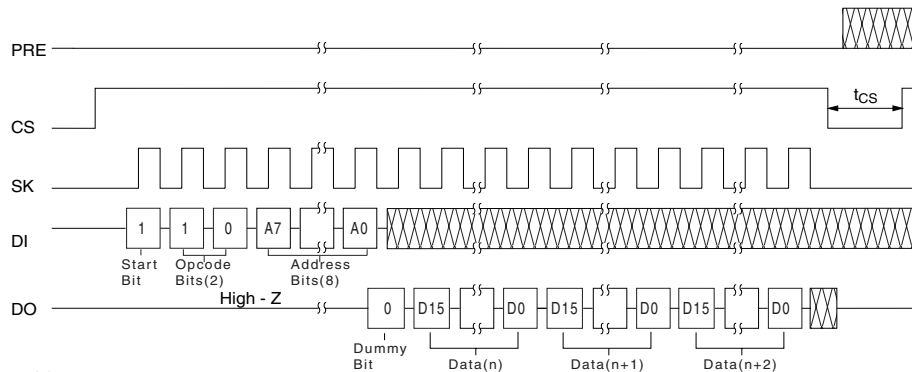 PRE
CS
tCS
SK
DI
1 1 0 A7 A0
Start Bit
Opcode Bits(2)
Address Bits(8)
High - Z
DO
0 D15 D0 D15 D0 D15 D0
Dummy Bit
Data(n)
Data(n+1)
Data(n+2)